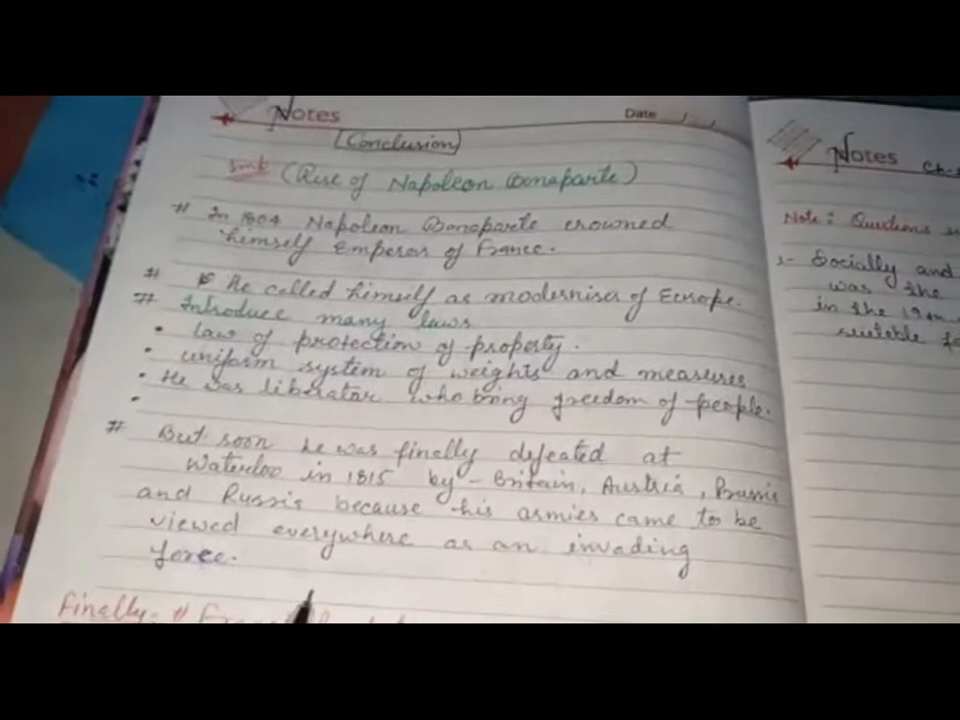 Notes
Date
Conclusion
(Rise of Napoleon Bonaparte)
# In 1804 Napoleon Bonaparte crowned
himself Emperor of France.
# He called himself as moderniser of Europe.
# Introduce many laws
• law of protection of property.
• uniform system of weights and measures
• He was liberator who bring freedom of people.
•
# But soon he was finally defeated at
Waterloo in 1815 by - Britain, Austria, Prussia
and Russia because his armies came to be
viewed everywhere as an invading
force.
Finally: #
Notes
Note: Questions
1- Socially and
was the
in the 19
suitable